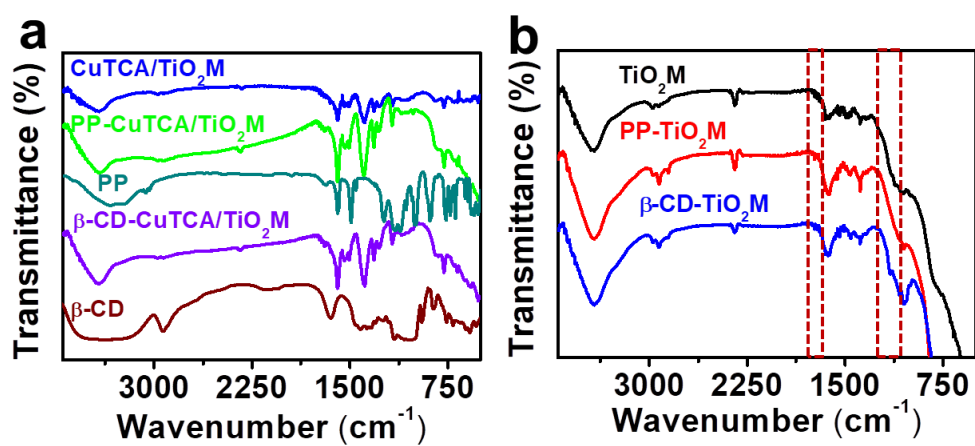 a
Transmittance (%)
CuTCA/TiO₂M
PP-CuTCA/TiO₂M
PP
β-CD-CuTCA/TiO₂M
β-CD
3000 2250 1500 750
Wavenumber (cm⁻¹)
b
Transmittance (%)
TiO₂M
PP-TiO₂M
β-CD-TiO₂M
3000 2250 1500 750
Wavenumber (cm⁻¹)